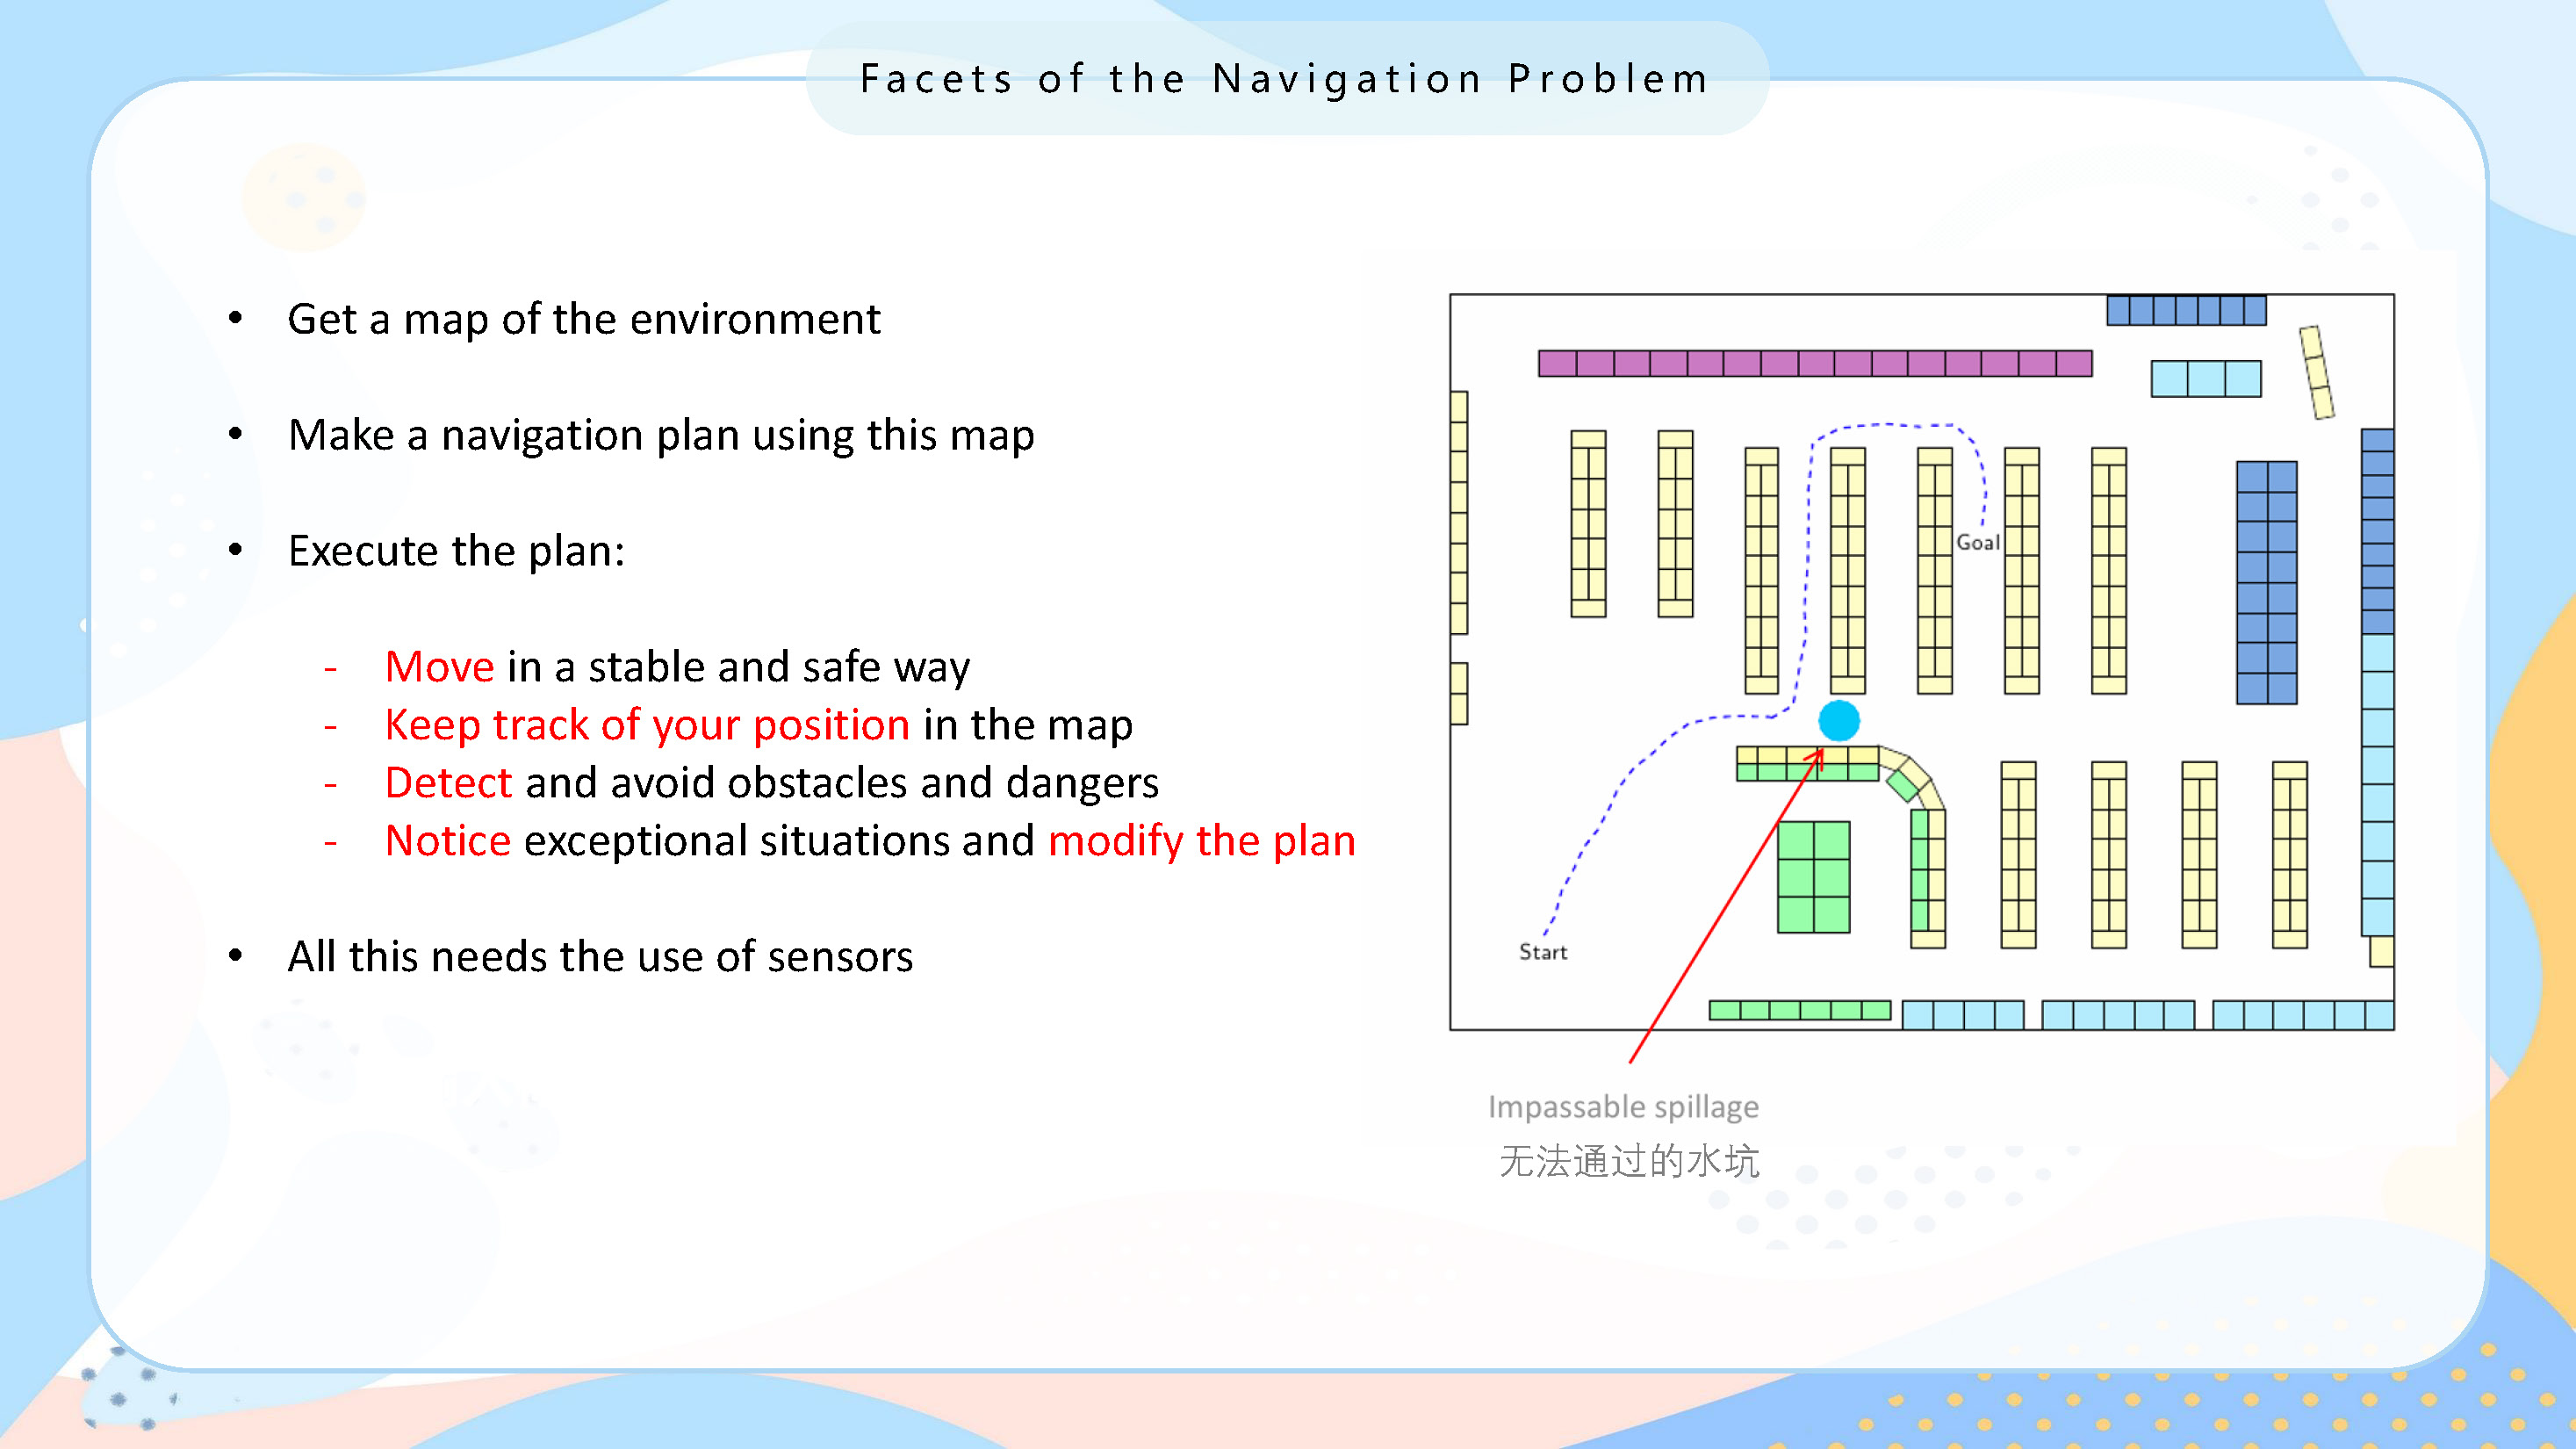 Facets of the Navigation Problem
• Get a map of the environment
• Make a navigation plan using this map
• Execute the plan:
- Move in a stable and safe way
- Keep track of your position in the map
- Detect and avoid obstacles and dangers
- Notice exceptional situations and modify the plan
• All this needs the use of sensors
Goal
Start
Impassable spillage
无法通过的水坑